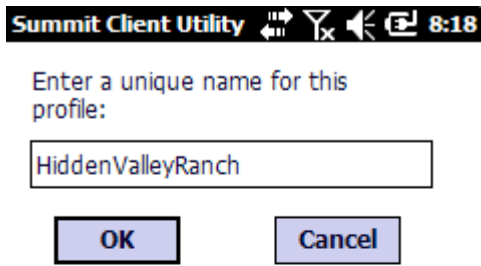 Summit Client Utility 8:18
Enter a unique name for this
profile:
HiddenValleyRanch
OK Cancel